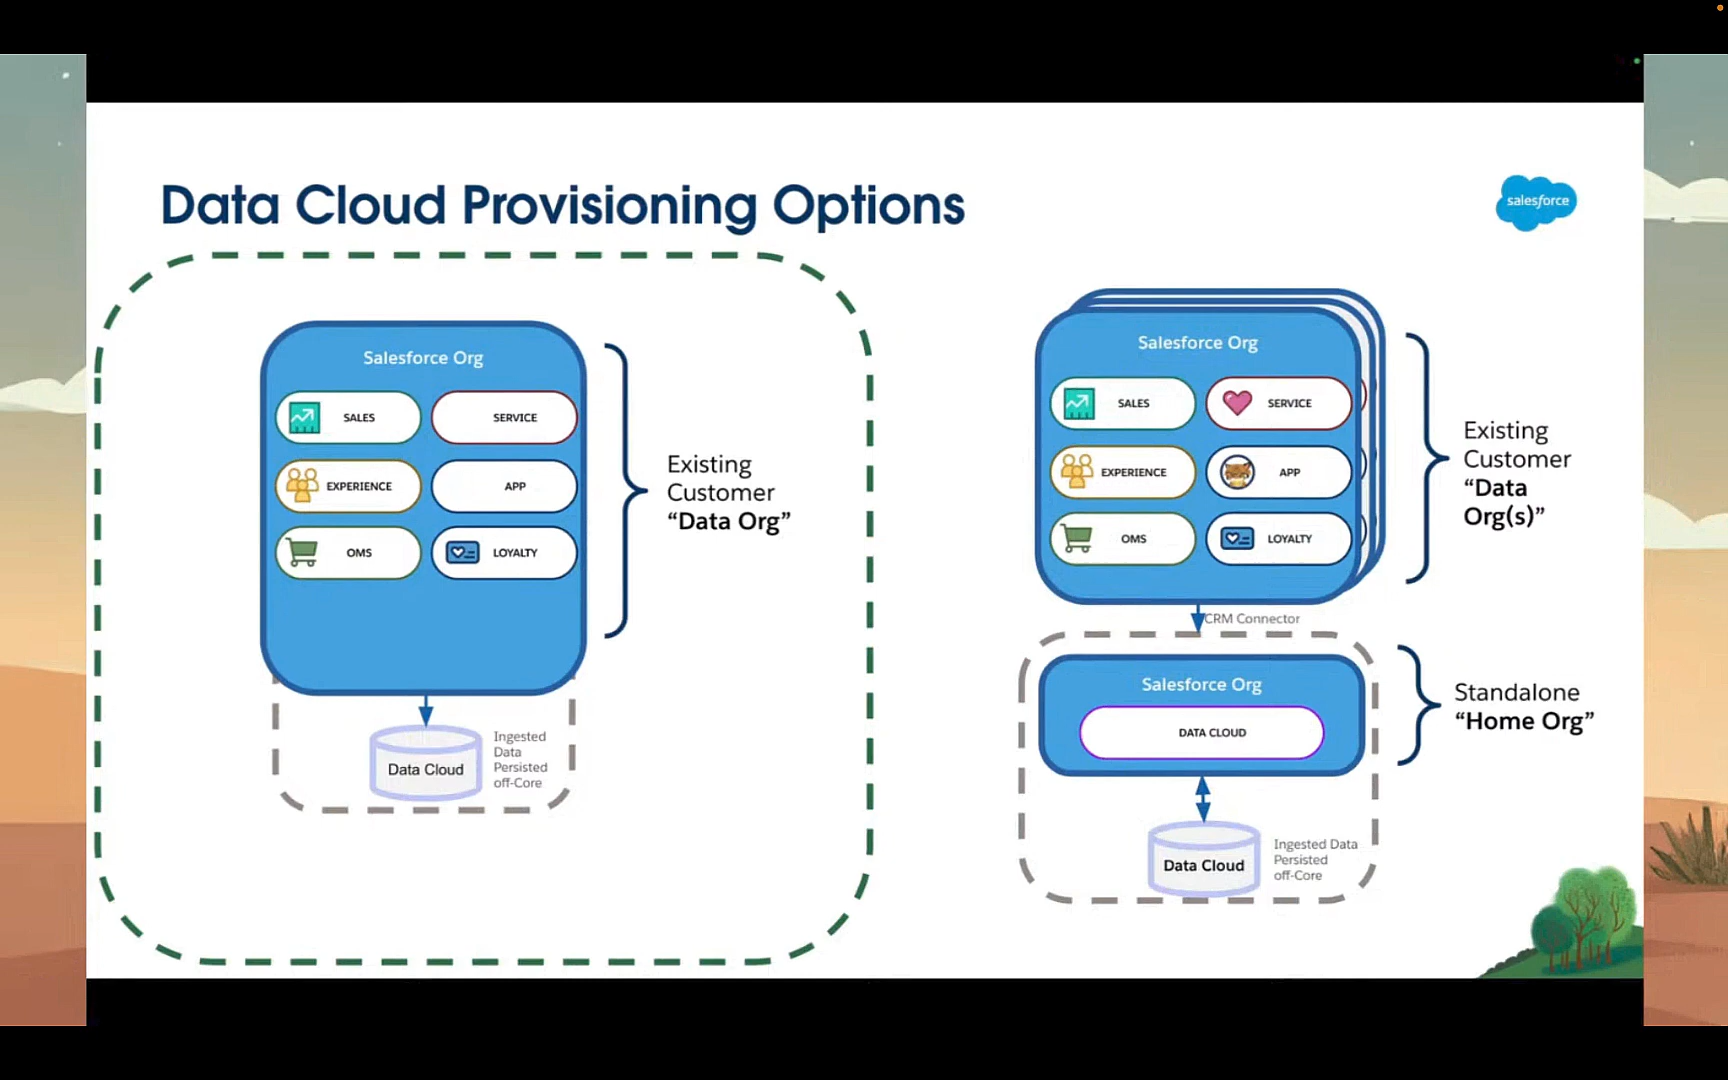 Data Cloud Provisioning Options
salesforce
Salesforce Org
SALES
SERVICE
EXPERIENCE
APP
OMS
LOYALTY
Existing
Customer
“Data Org”
Data Cloud
Ingested
Data
Persisted
off-Core
Salesforce Org
SALES
SERVICE
EXPERIENCE
APP
OMS
LOYALTY
Existing
Customer
“Data
Org(s)”
CRM Connector
Salesforce Org
DATA CLOUD
Standalone
“Home Org”
Data Cloud
Ingested Data
Persisted
off-Core